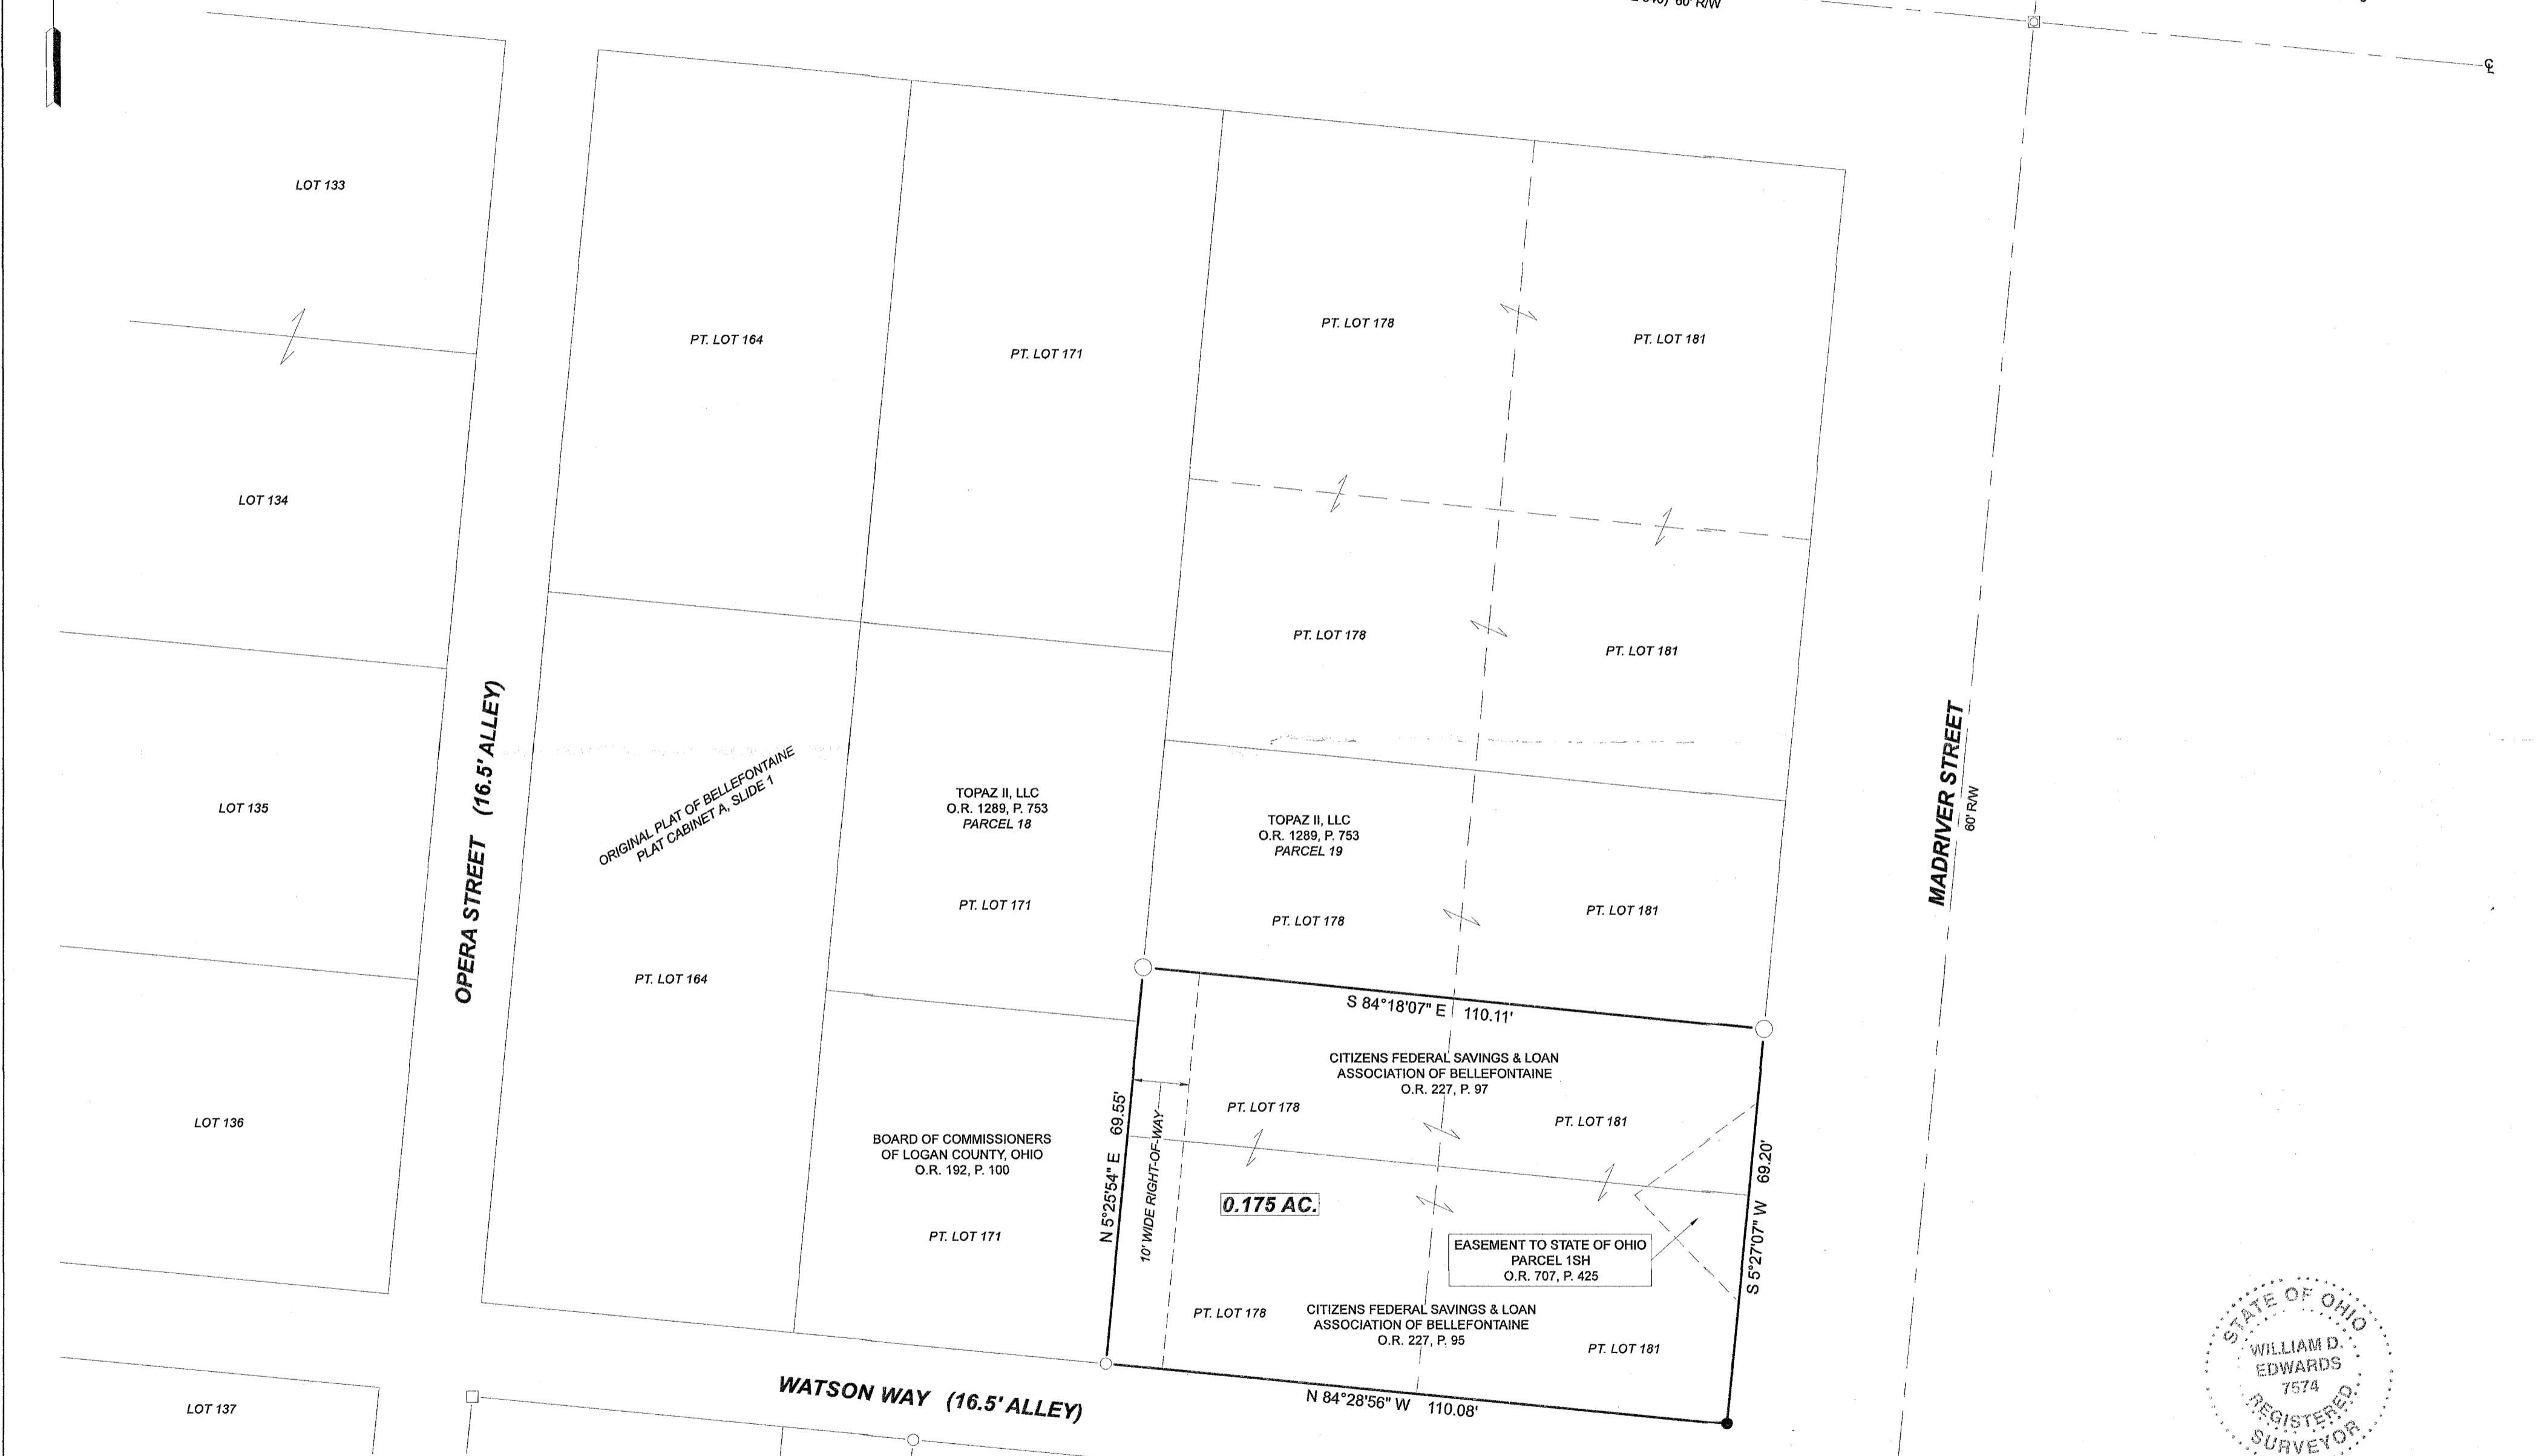 60' R/W
LOT 133
PT. LOT 164
PT. LOT 171
PT. LOT 178
PT. LOT 181
LOT 134
PT. LOT 178
PT. LOT 181
LOT 135
OPERA STREET (16.5' ALLEY)
ORIGINAL PLAT OF BELLEFONTAINE
PLAT CABINET A, SLIDE 1
TOPAZ II, LLC
O.R. 1289, P. 753
PARCEL 18
PT. LOT 171
TOPAZ II, LLC
O.R. 1289, P. 753
PARCEL 19
PT. LOT 178
PT. LOT 181
MADRIVER STREET
60' R/W
PT. LOT 164
S 84°18'07" E 110.11'
CITIZENS FEDERAL SAVINGS & LOAN
ASSOCIATION OF BELLEFONTAINE
O.R. 227, P. 97
PT. LOT 178
PT. LOT 181
LOT 136
BOARD OF COMMISSIONERS
OF LOGAN COUNTY, OHIO
O.R. 192, P. 100
PT. LOT 171
N 5°25'54" E 69.55'
10' WIDE RIGHT-OF-WAY
0.175 AC.
S 5°27'07" W 69.20'
EASEMENT TO STATE OF OHIO
PARCEL 1SH
O.R. 707, P. 425
PT. LOT 178
CITIZENS FEDERAL SAVINGS & LOAN
ASSOCIATION OF BELLEFONTAINE
O.R. 227, P. 95
PT. LOT 181
N 84°28'56" W 110.08'
WATSON WAY (16.5' ALLEY)
LOT 137
STATE OF OHIO
WILLIAM D.
EDWARDS
7574
REGISTERED
SURVEYOR